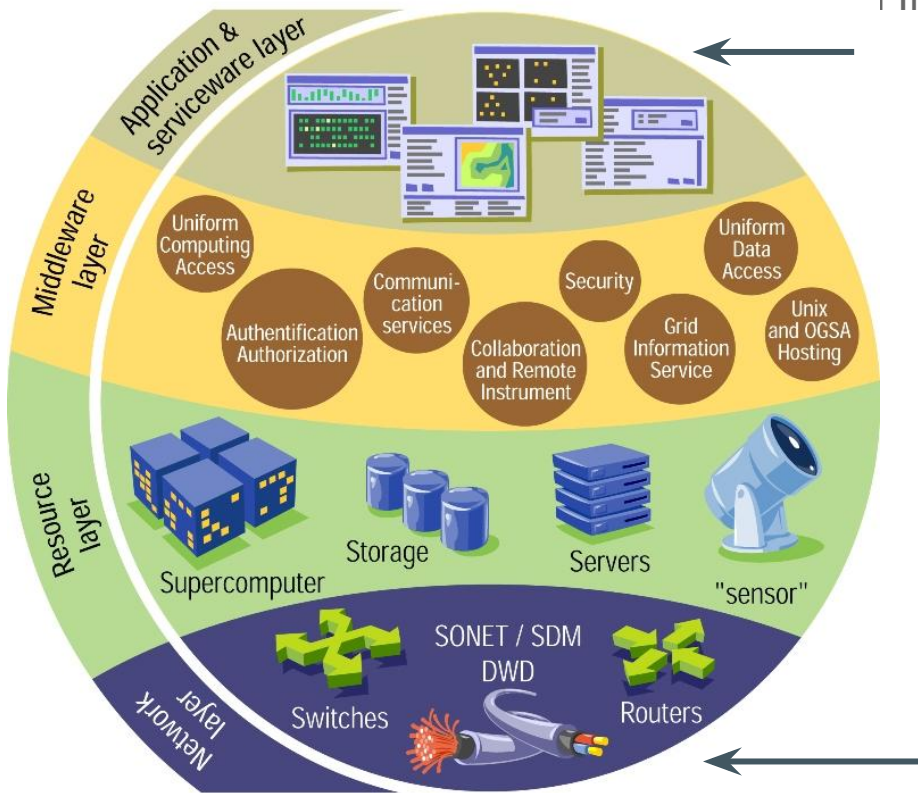 Application &
serviceware layer
Middleware
layer
Uniform
Computing
Access
Authentification
Authorization
Communi-
cation
services
Collaboration
and Remote
Instrument
Security
Grid
Information
Service
Uniform
Data
Access
Unix
and OGSA
Hosting
Resource
layer
Supercomputer
Storage
Servers
"sensor"
Network
layer
Switches
SONET / SDM
DWD
Routers